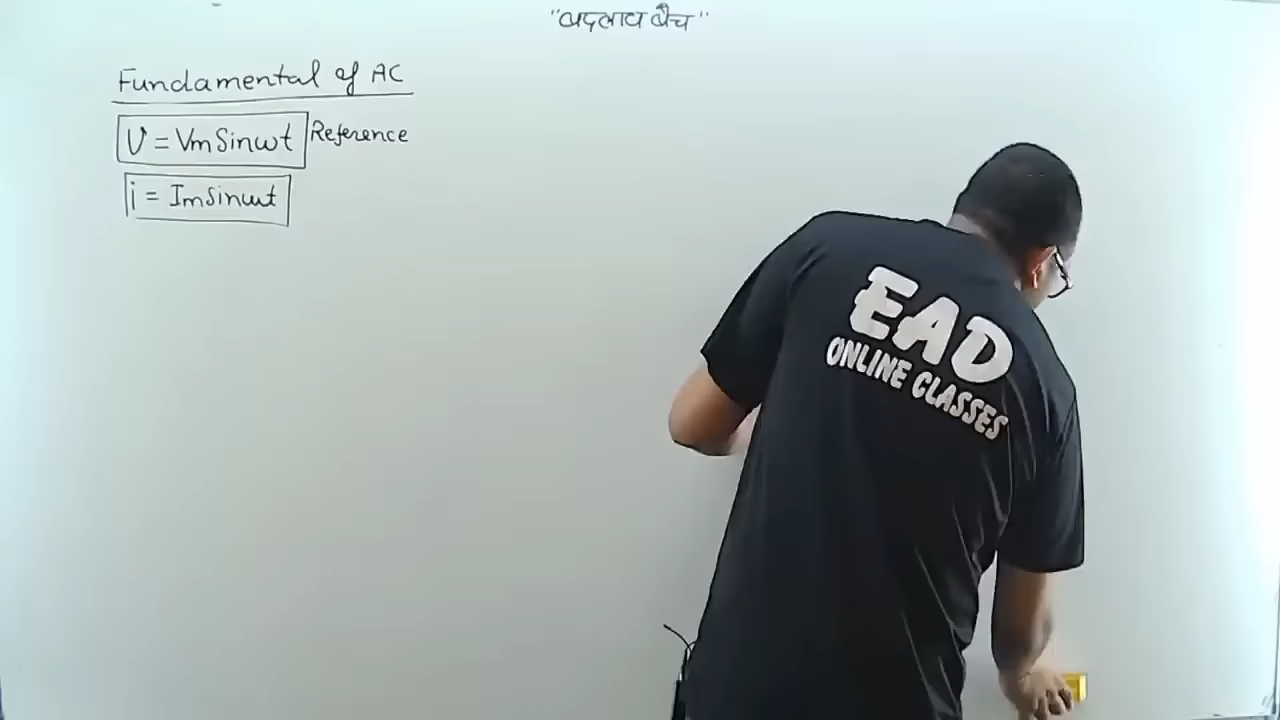 "बदलाव बैच"
Fundamental of AC
V = VmSinωt Reference
i = ImSinωt
EAD
ONLINE CLASSES